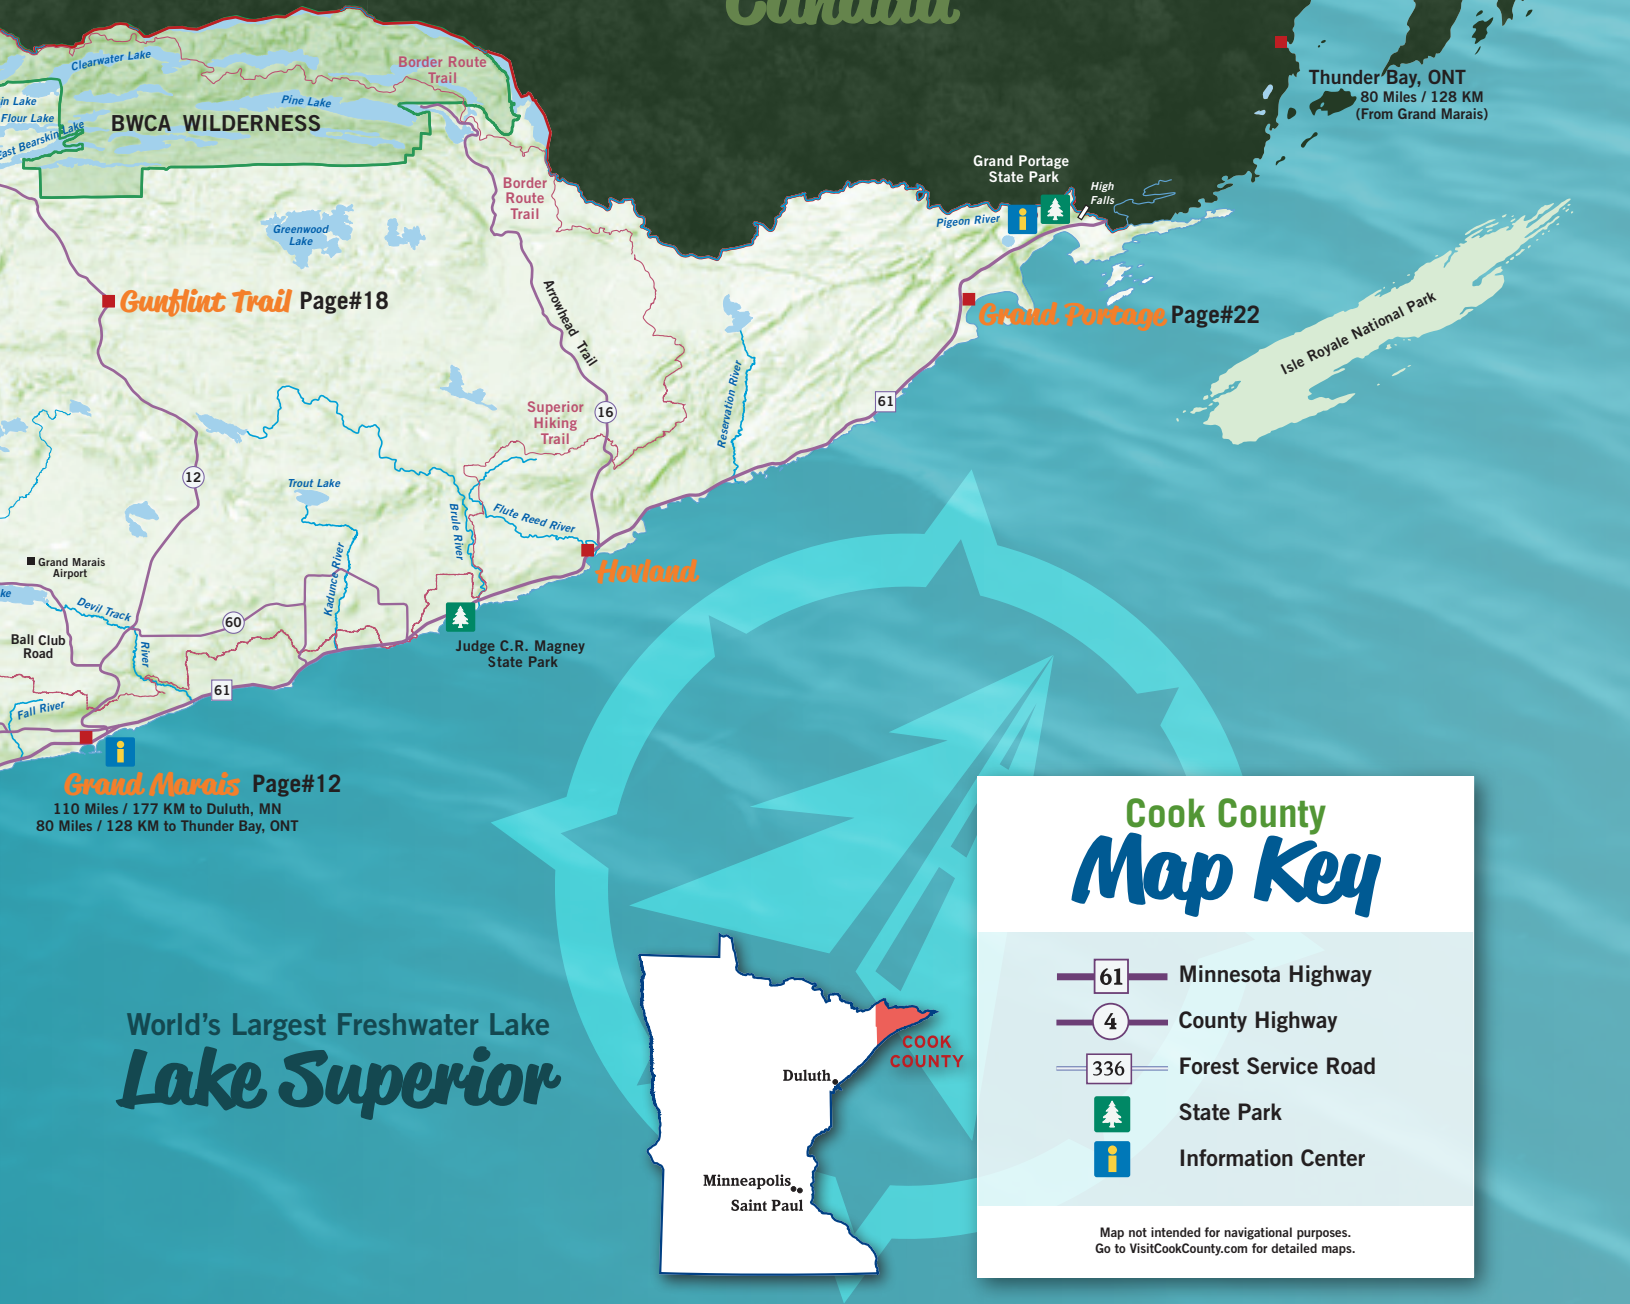 Canada
Clearwater Lake
Border Route
Trail
Thunder Bay, ONT
80 Miles / 128 KM
(From Grand Marais)
in Lake
Flour Lake
East Bearskin Lake
Pine Lake
BWCA WILDERNESS
Grand Portage
State Park
High
Falls
Pigeon River
Border
Route
Trail
Greenwood
Lake
Gunflint Trail Page#18
Arrowhead Trail
Grand Portage Page#22
Isle Royale National Park
Reservation River
61
16
Superior
Hiking
Trail
12
Trout Lake
Brule River
Flute Reed River
Kadunce River
Hovland
Grand Marais
Airport
ke
Devil Track
River
60
Ball Club
Road
Judge C.R. Magney
State Park
61
Fall River
Grand Marais Page#12
110 Miles / 177 KM to Duluth, MN
80 Miles / 128 KM to Thunder Bay, ONT
World's Largest Freshwater Lake
Lake Superior
COOK
COUNTY
Duluth
Minneapolis
Saint Paul
Cook County
Map Key
61 Minnesota Highway
4 County Highway
336 Forest Service Road
State Park
i Information Center
Map not intended for navigational purposes.
Go to VisitCookCounty.com for detailed maps.